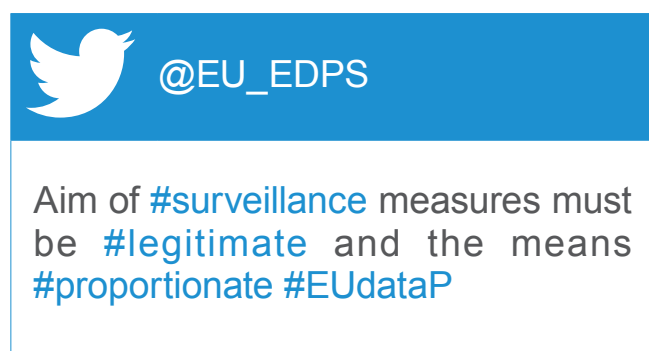 @EU_EDPS
Aim of #surveillance measures must
be #legitimate and the means
#proportionate #EUdataP